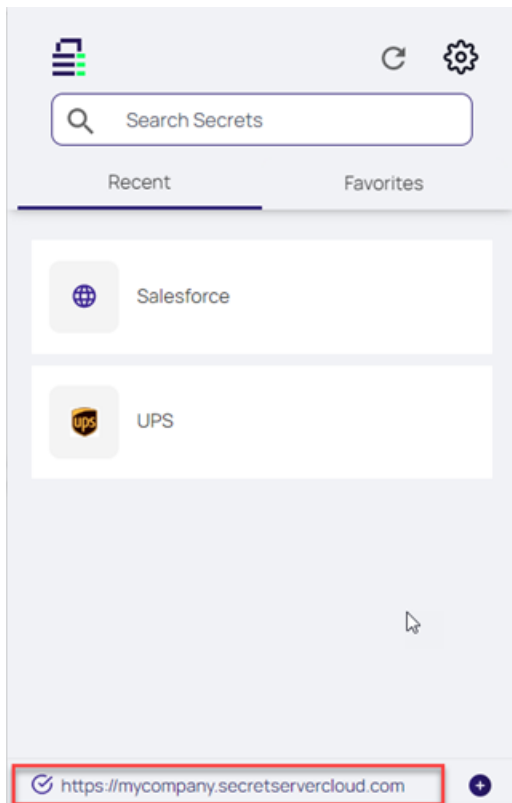 Search Secrets
Recent Favorites
Salesforce
ups UPS
https://mycompany.secretservercloud.com